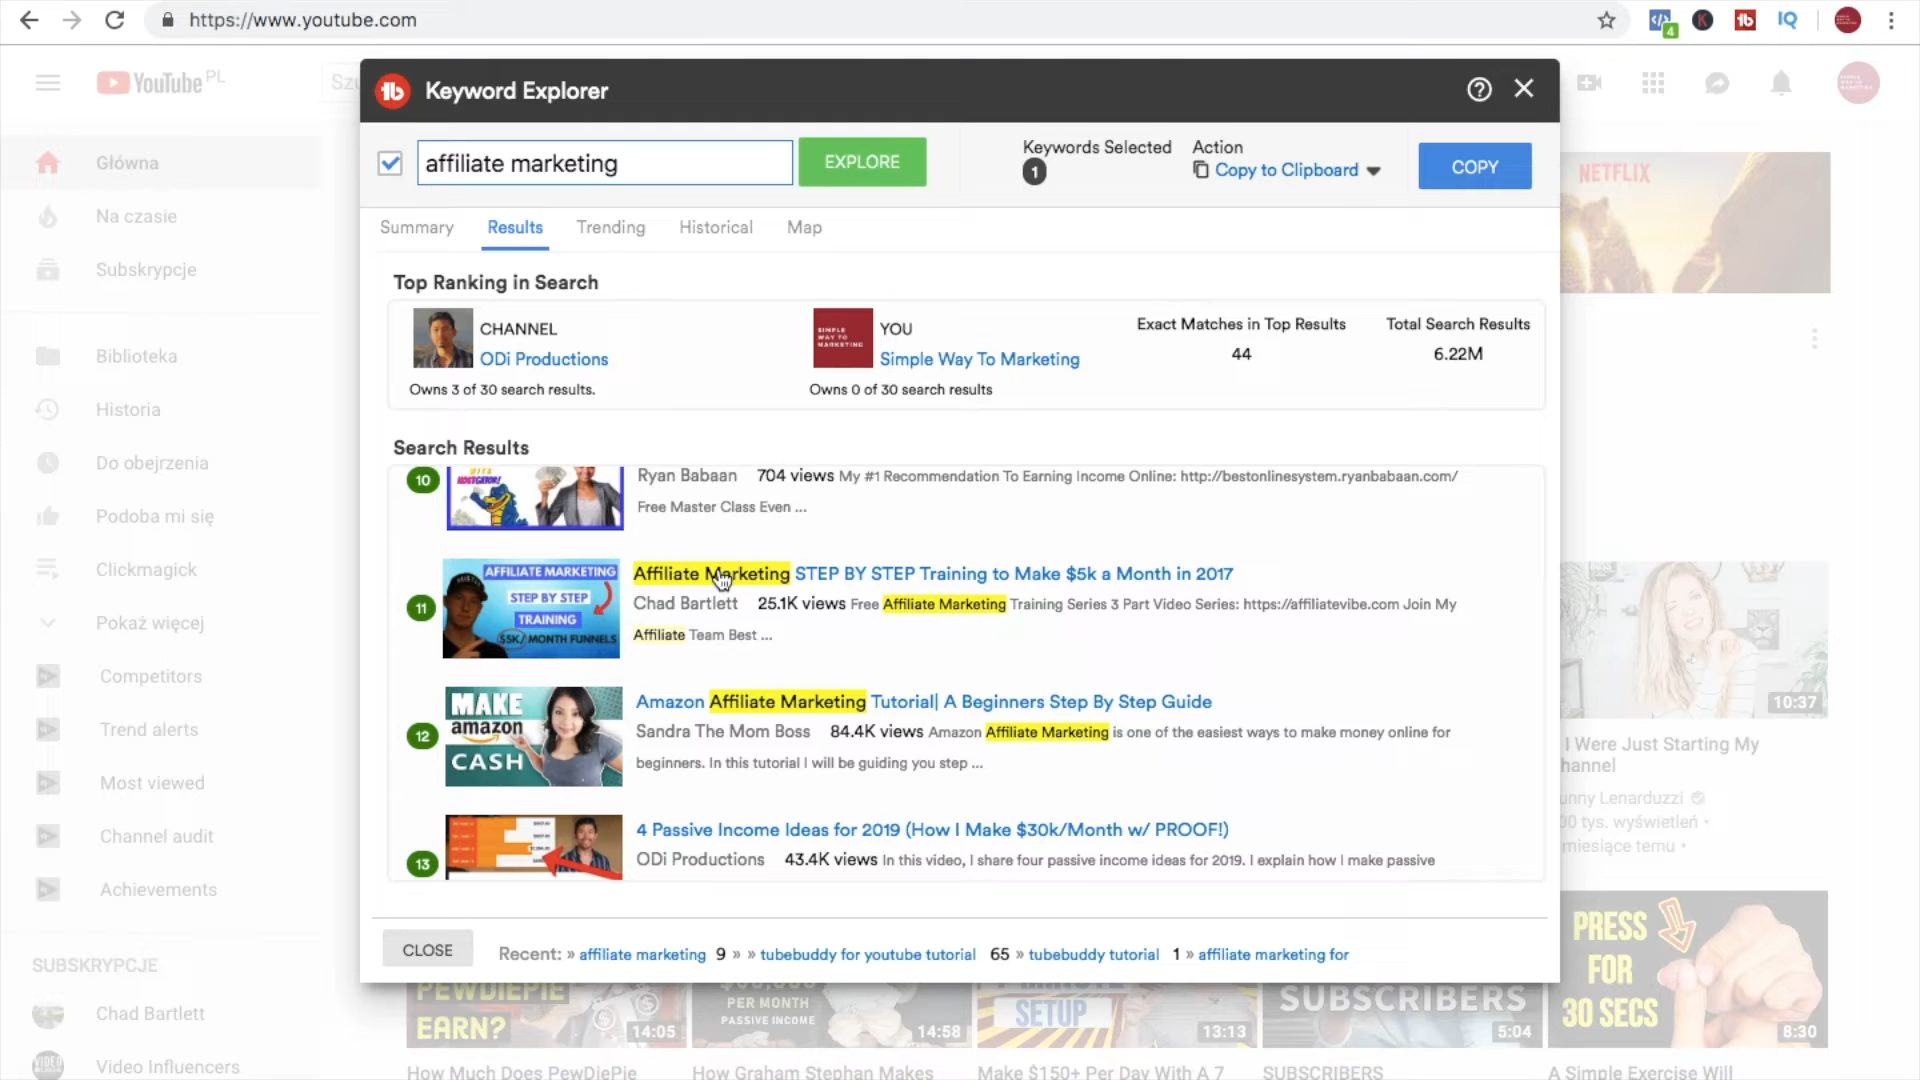 https://www.youtube.com
4
K
IQ
YouTube PL
Szu
Główna
Na czasie
Subskrypcje
Biblioteka
Historia
Do obejrzenia
Podoba mi się
Clickmagick
Pokaż więcej
Competitors
Trend alerts
Most viewed
Channel audit
Achievements
SUBSKRYPCJE
Chad Bartlett
Video Influencers
Keyword Explorer
affiliate marketing
EXPLORE
Keywords Selected
1
Action
Copy to Clipboard
COPY
Summary
Results
Trending
Historical
Map
Top Ranking in Search
CHANNEL
ODi Productions
Owns 3 of 30 search results.
SIMPLE
WAY TO
MARKETING
YOU
Simple Way To Marketing
Owns 0 of 30 search results
Exact Matches in Top Results
44
Total Search Results
6.22M
Search Results
10
HOSTGATOR!
Ryan Babaan 704 views My #1 Recommendation To Earning Income Online: http://bestonlinesystem.ryanbabaan.com/
Free Master Class Even ...
11
AFFILIATE MARKETING
STEP BY STEP
TRAINING
$5K/ MONTH FUNNELS
Affiliate Marketing STEP BY STEP Training to Make $5k a Month in 2017
Chad Bartlett 25.1K views Free Affiliate Marketing Training Series 3 Part Video Series: https://affiliatevibe.com Join My
Affiliate Team Best ...
12
MAKE
amazon
CASH
Amazon Affiliate Marketing Tutorial| A Beginners Step By Step Guide
Sandra The Mom Boss 84.4K views Amazon Affiliate Marketing is one of the easiest ways to make money online for
beginners. In this tutorial I will be guiding you step ...
13
4 Passive Income Ideas for 2019 (How I Make $30k/Month w/ PROOF!)
ODi Productions 43.4K views In this video, I share four passive income ideas for 2019. I explain how I make passive
CLOSE
Recent: » affiliate marketing 9 » » tubebuddy for youtube tutorial 65 » tubebuddy tutorial 1 » affiliate marketing for
NETFLIX
10:37
I Were Just Starting My
hannel
unny Lenarduzzi
00 tys. wyświetleń •
miesiące temu •
PEWDIEPIE
EARN?
14:05
PER MONTH
PASSIVE INCOME
14:58
SETUP
13:13
SUBSCRIBERS
5:04
PRESS
FOR
30 SECS
8:30
How Much Does PewDiePie
How Graham Stephan Makes
Make $150+ Per Day With A 7
SUBSCRIBERS
A Simple Exercise Will